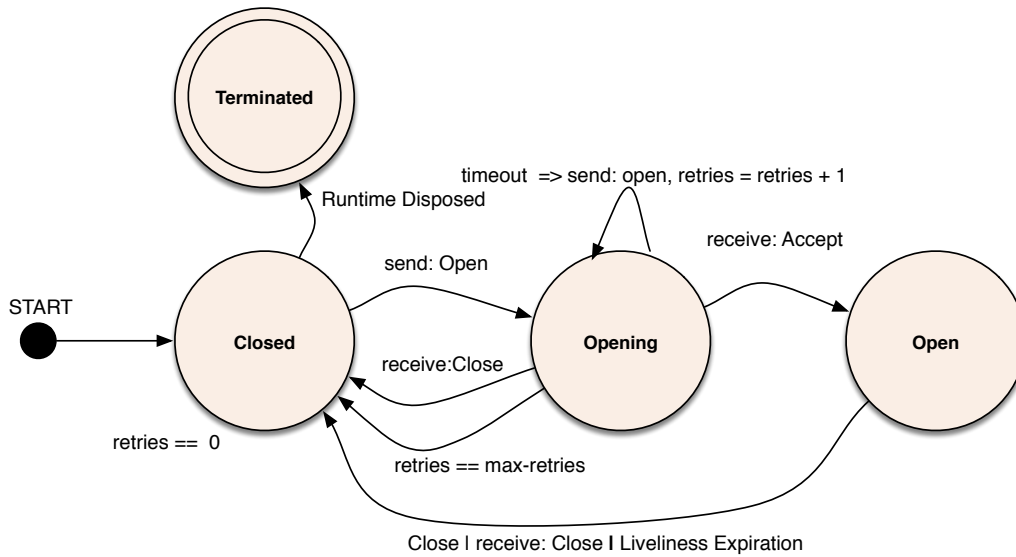 Terminated
timeout => send: open, retries = retries + 1
Runtime Disposed
receive: Accept
send: Open
START
Closed
Opening
Open
receive:Close
retries == 0
retries == max-retries
Close | receive: Close | Liveliness Expiration